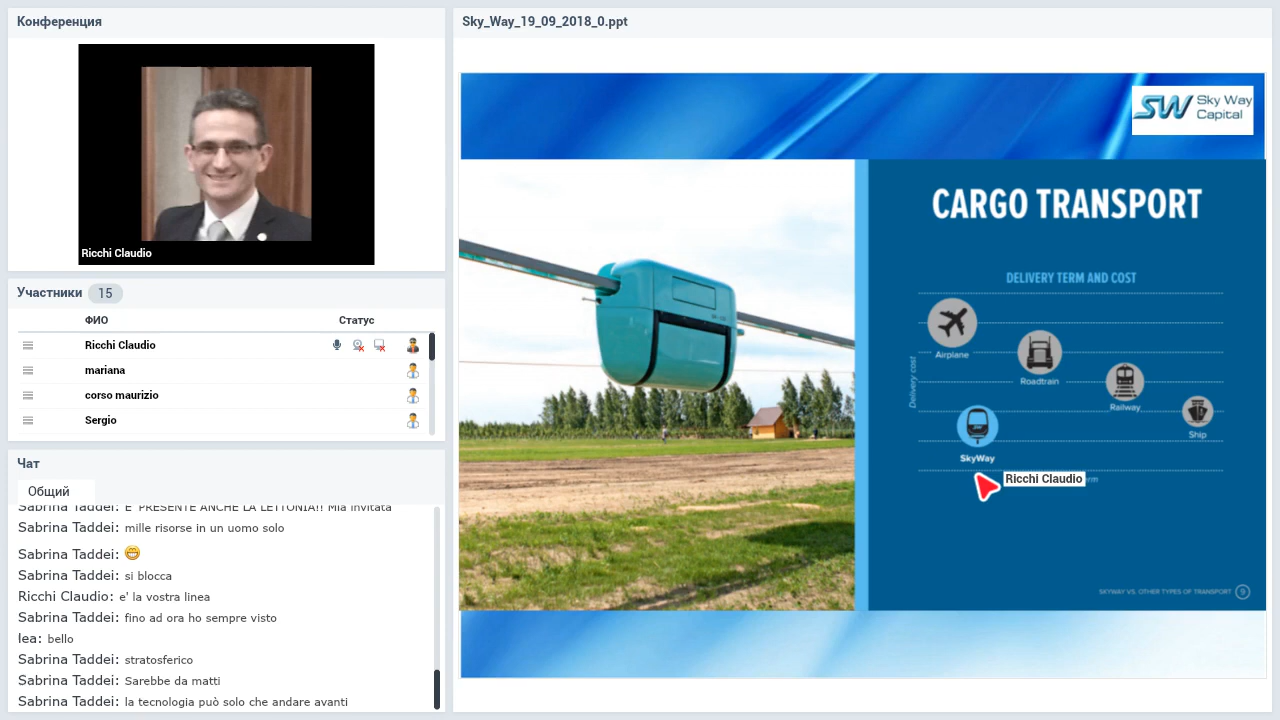 Конференция
Ricchi Claudio
Участники 15
ФИО Статус
Ricchi Claudio
mariana
corso maurizio
Sergio
Чат
Общий
Sabrina Taddei: E' PRESENTE ANCHE LA LETTONIA!! Mia invitata
Sabrina Taddei: mille risorse in un uomo solo
Sabrina Taddei:
Sabrina Taddei: si blocca
Ricchi Claudio: e' la vostra linea
Sabrina Taddei: fino ad ora ho sempre visto
lea: bello
Sabrina Taddei: stratosferico
Sabrina Taddei: Sarebbe da matti
Sabrina Taddei: la tecnologia può solo che andare avanti
Sky_Way_19_09_2018_0.ppt
SW Sky Way
Capital
CARGO TRANSPORT
DELIVERY TERM AND COST
Delivery cost
Airplane
Roadtrain
Railway
Ship
SW
SkyWay
Ricchi Claudio
SKYWAY VS. OTHER TYPES OF TRANSPORT 9